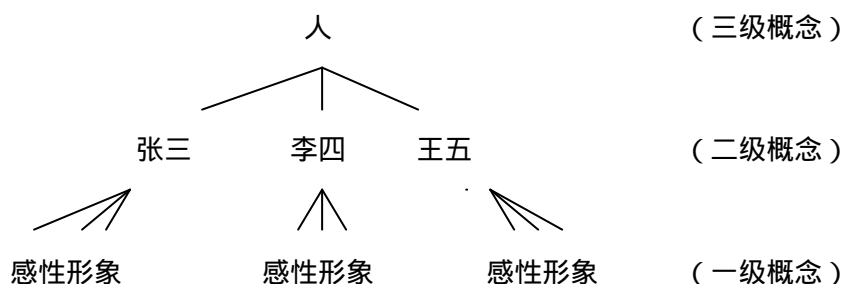 人 (三级概念)
张三 李四 王五 (二级概念)
感性形象 感性形象 感性形象 (一级概念)